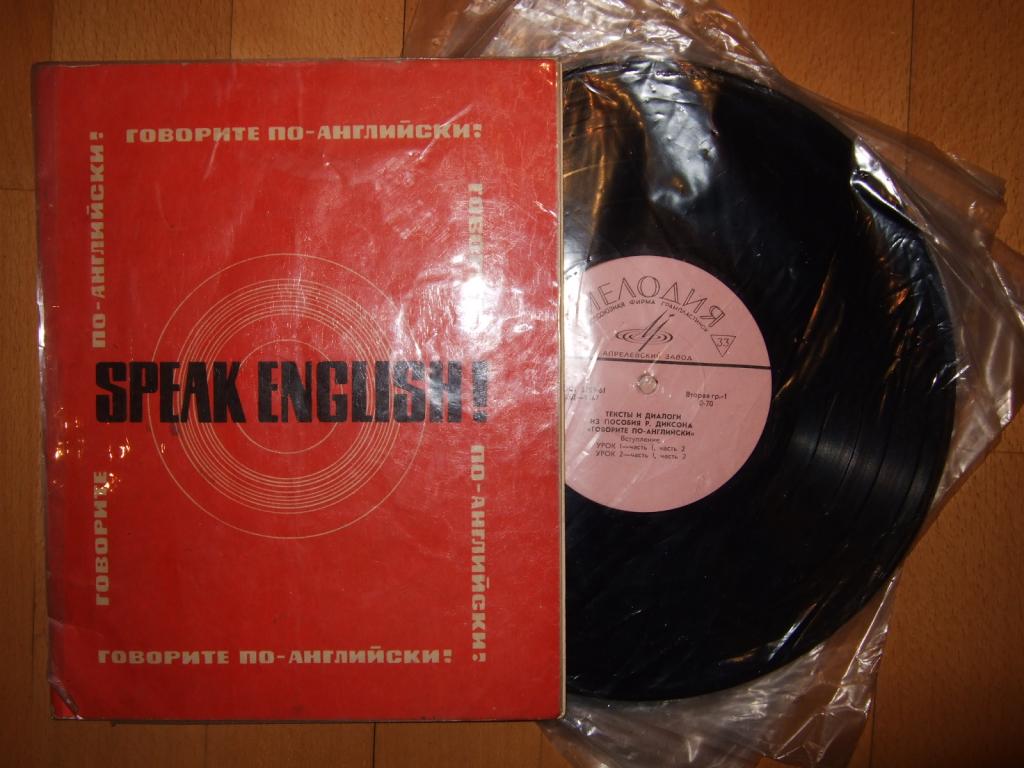 ГОВОРИТЕ ПО-АНГЛИЙСКИ!
ПО-АНГЛИЙСКИ!
ГОВОРИТЕ
SPEAK ENGLISH!
ПО-АНГЛИЙСКИ!
ГОВОРИТЕ ПО-АНГЛИЙСКИ!
МЕЛОДИЯ
ФИРМА ГРАМПЛАСТИНОК
33
АПРЕЛЕВСКИЙ ЗАВОД
Вторая гр.-1
2-70
ТЕКСТЫ И ДИАЛОГИ
ИЗ ПОСОБИЯ Р. ДИКСОНА
«ГОВОРИТЕ ПО-АНГЛИЙСКИ»
Вступление
УРОК 1—часть 1, часть 2
УРОК 2—часть 1, часть 2